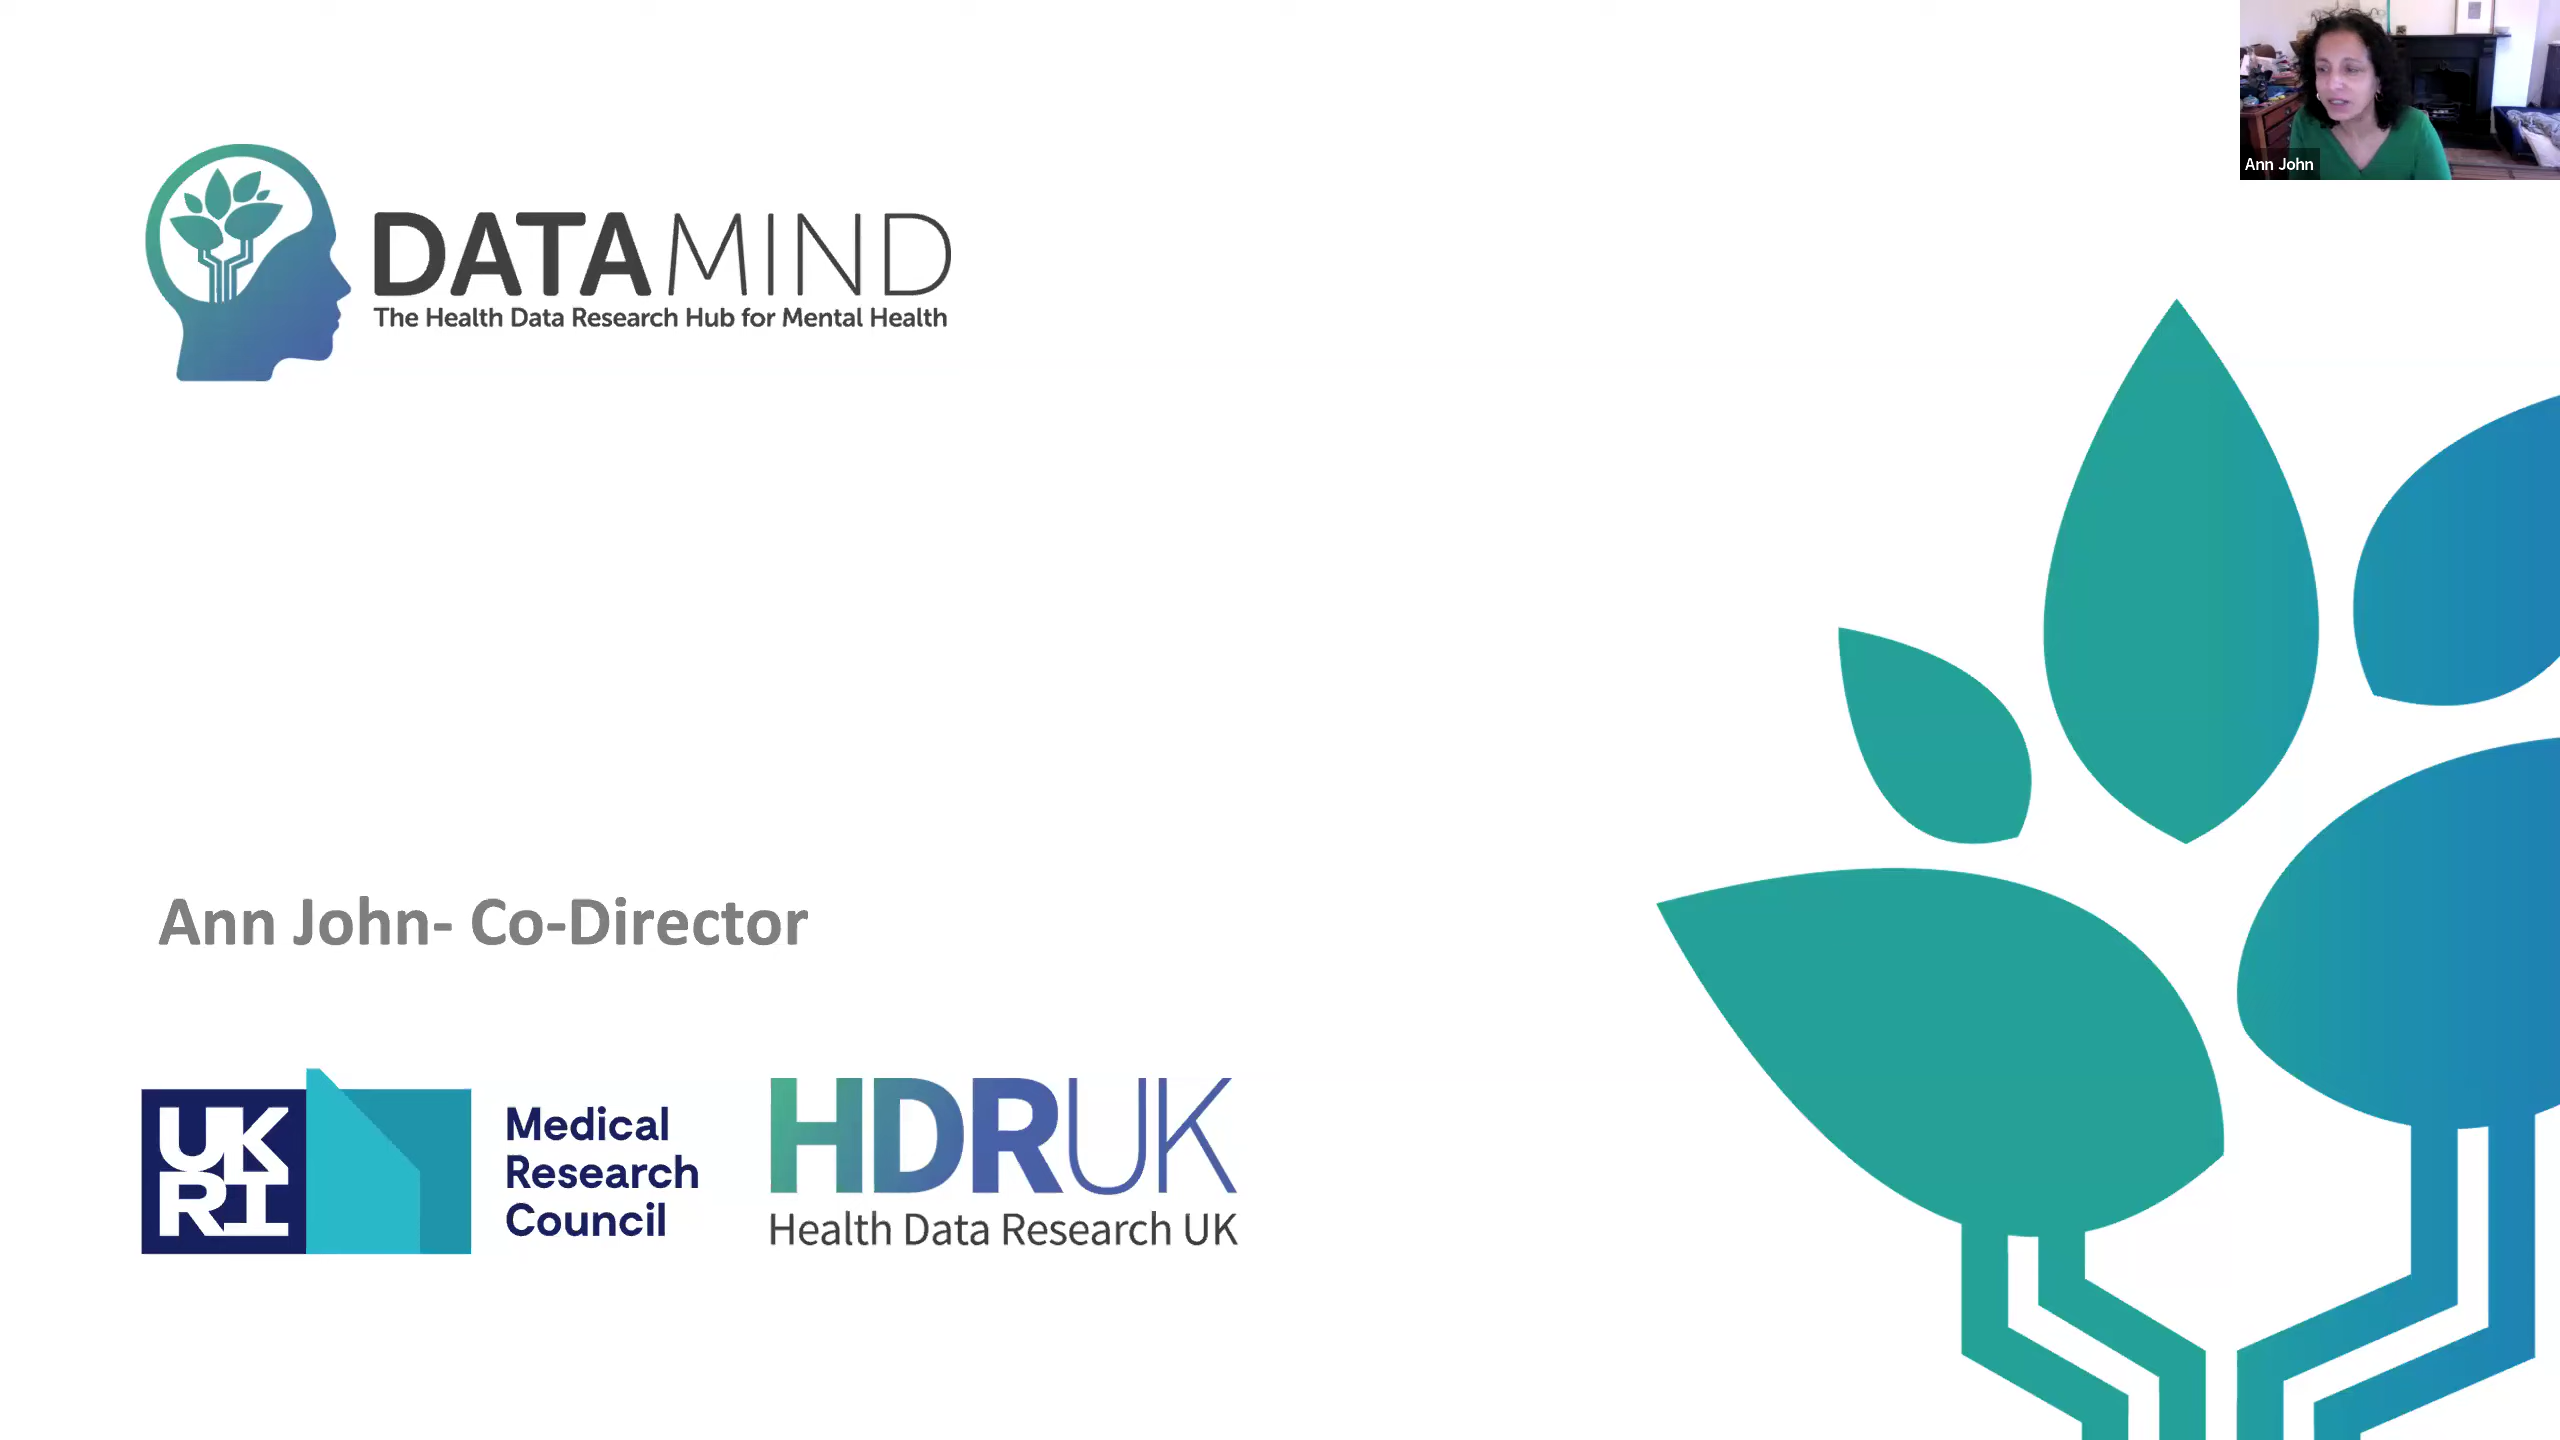 Ann John
DATAMIND
The Health Data Research Hub for Mental Health
Ann John- Co-Director
UK
RI
Medical
Research
Council
HDRUK
Health Data Research UK